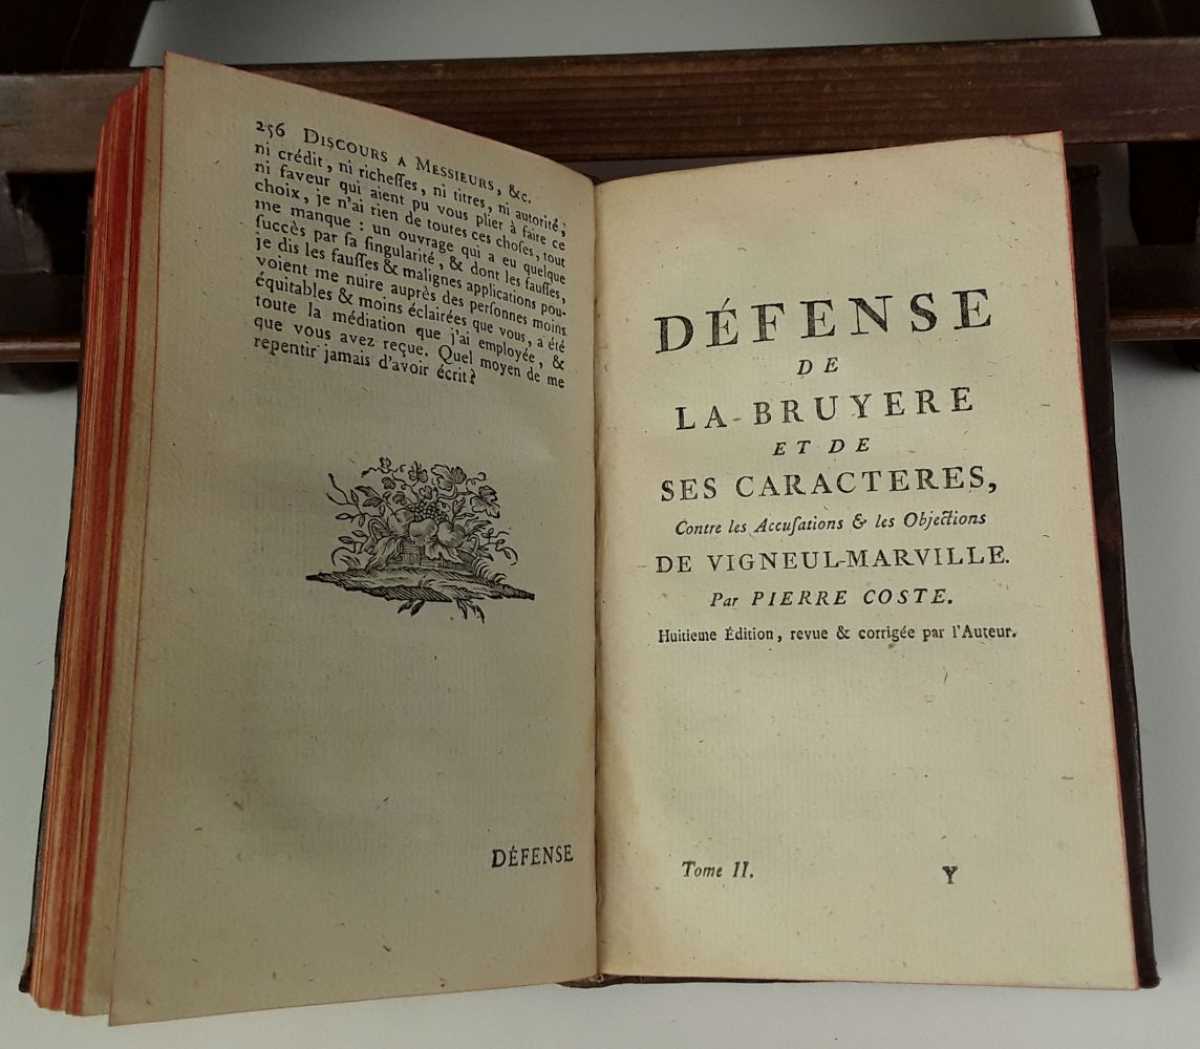 256 DISCOURS A MESSIEURS, &c.
ni crédit, ni richeſſes, ni titres, ni autorité,
ni faveur qui aient pu vous plier à faire ce
choix, je n'ai rien de toutes ces choſes, tout
me manque : un ouvrage qui a eu quelque
ſuccès par ſa ſingularité, & dont les fauſſes,
je dis les fauſſes & malignes applications pou-
voient me nuire auprès des perſonnes moins
équitables & moins éclairées que vous, a été
toute la médiation que j'ai employée, &
que vous avez reçue. Quel moyen de me
repentir jamais d'avoir écrit?
DÉFENSE
DÉFENSE
DE
LA BRUYERE
ET DE
SES CARACTERES,
Contre les Accuſations & les Objections
DE VIGNEUL-MARVILLE.
Par PIERRE COSTE.
Huitieme Édition, revue & corrigée par l'Auteur.
Tome II. Y